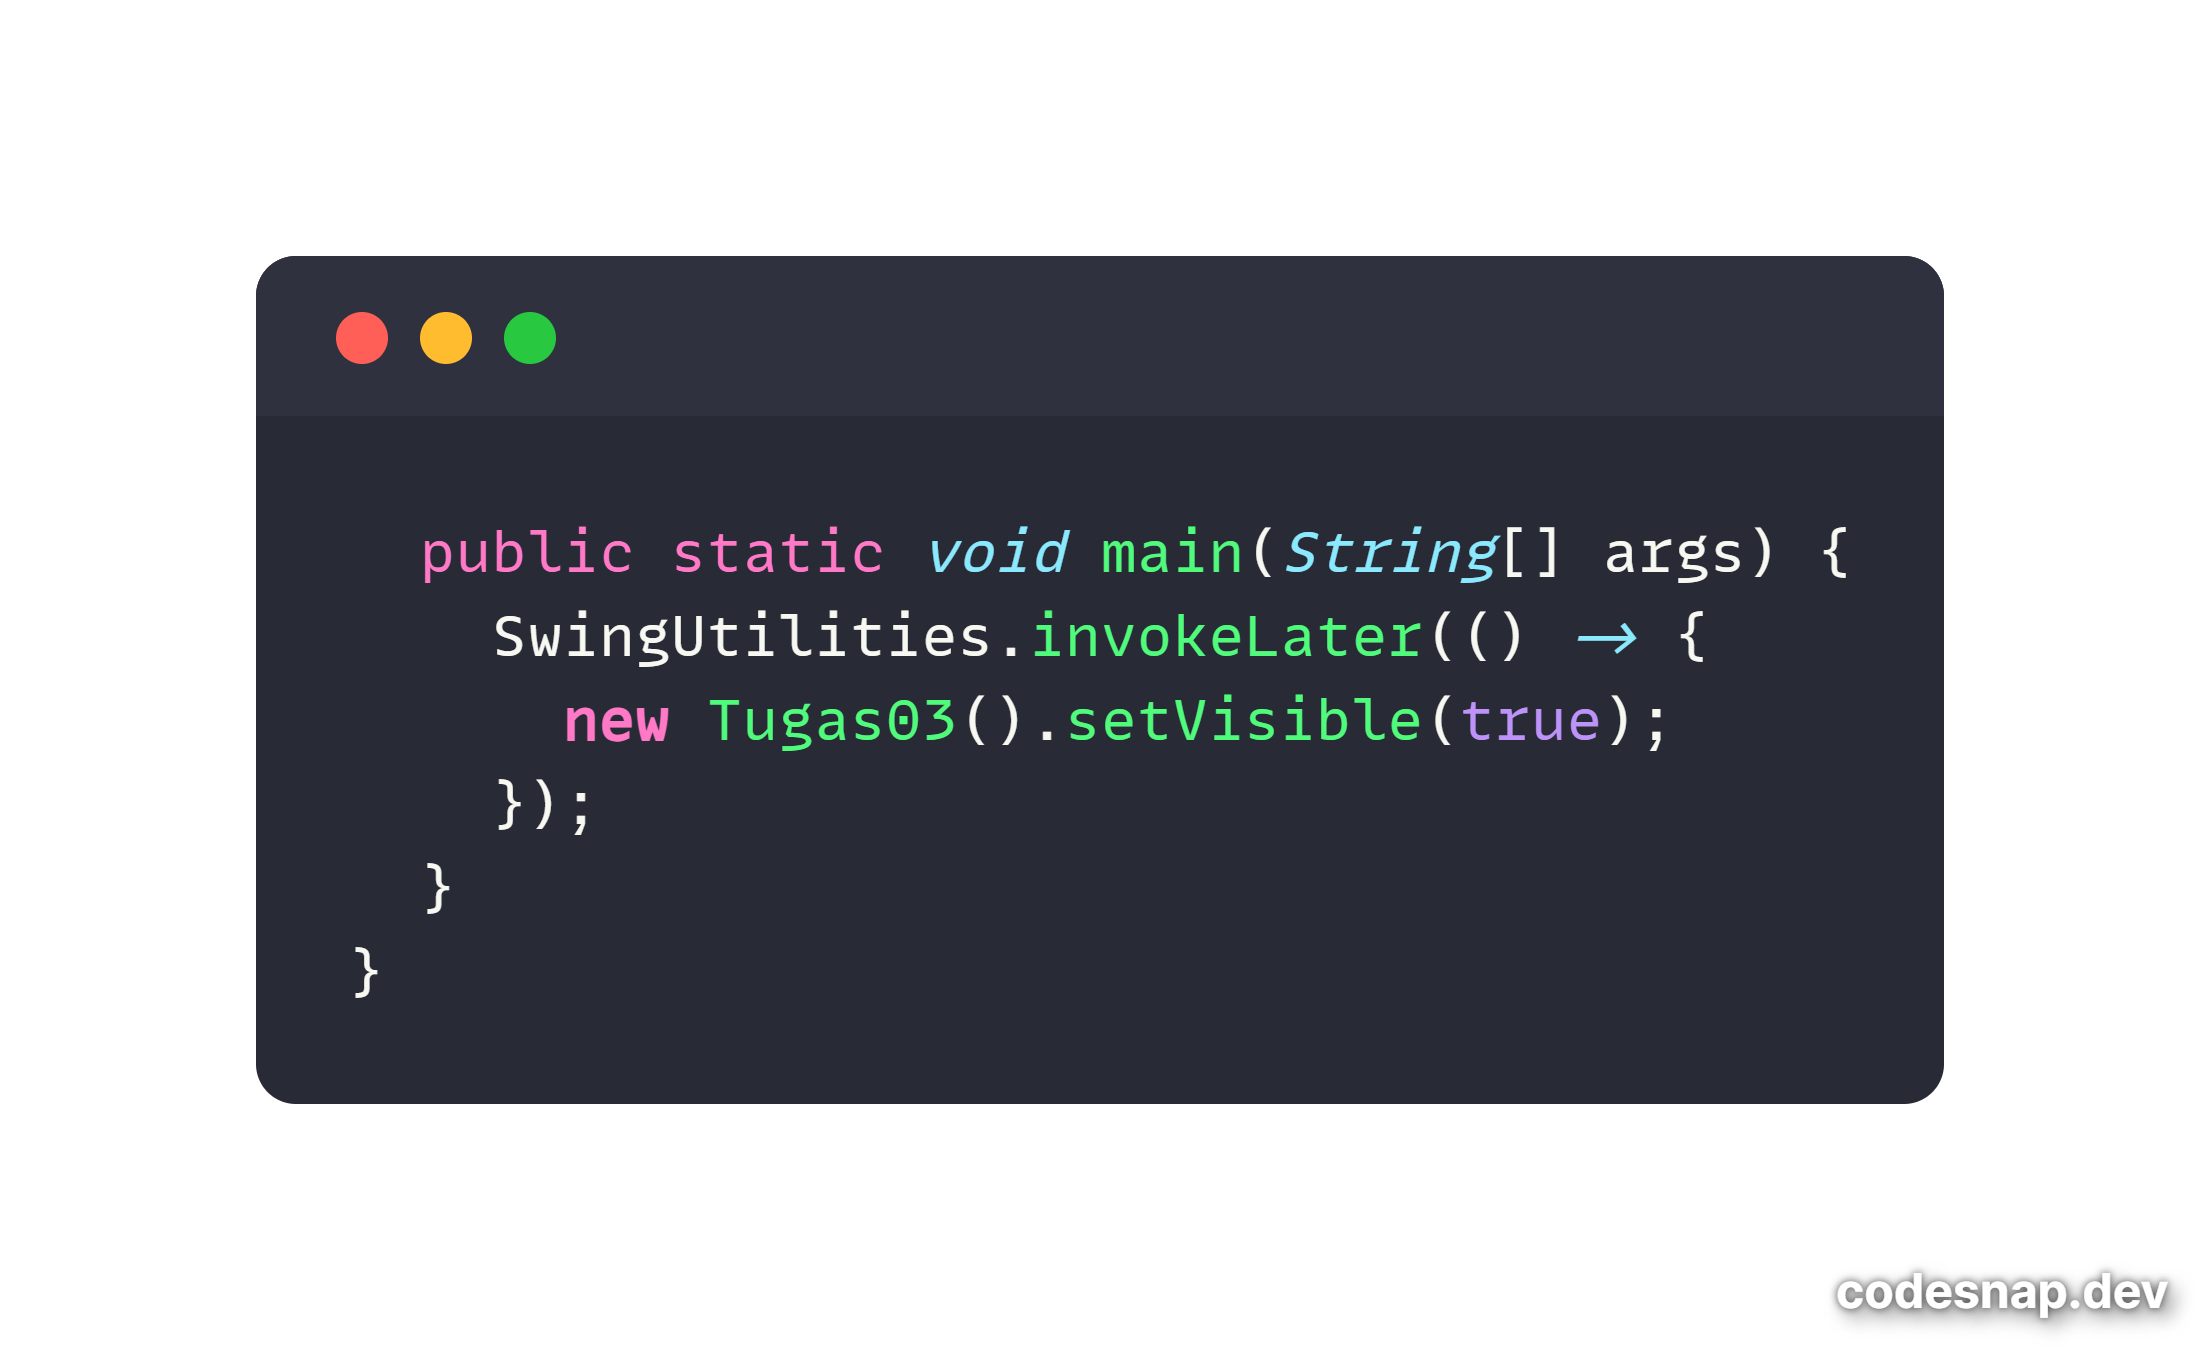 public static void main(String[] args) {
SwingUtilities.invokeLater(() -> {
new Tugas03().setVisible(true);
});
}
}
codesnap.dev